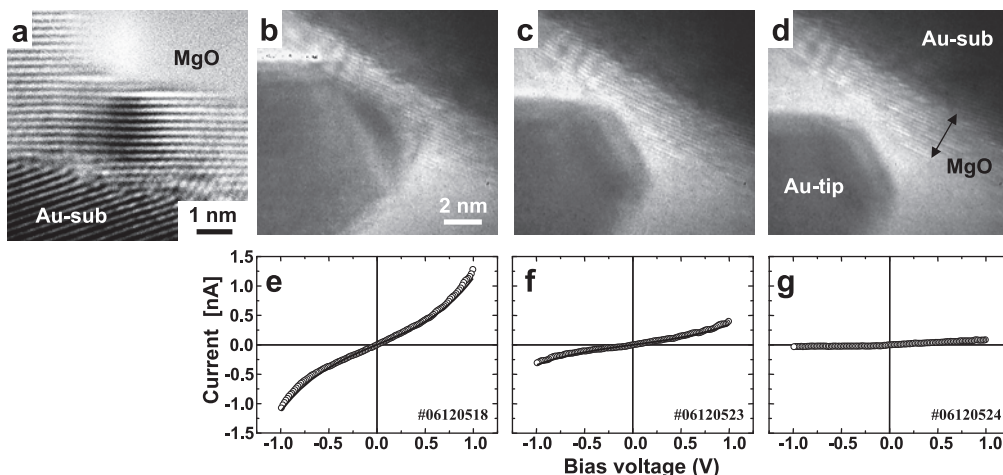 a
MgO
Au-sub
1 nm
b
2 nm
c
d
Au-sub
MgO
Au-tip
e
1.5
1.0
0.5
0.0
-0.5
-1.0
-1.5
Current [nA]
#06120518
-1.0 -0.5 0.0 0.5 1.0
f
#06120523
-1.0 -0.5 0.0 0.5 1.0
g
#06120524
-1.0 -0.5 0.0 0.5 1.0
Bias voltage (V)